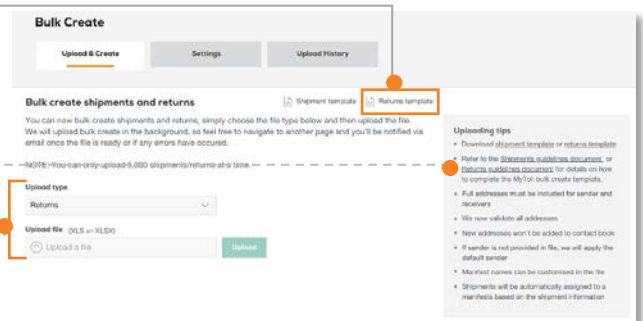 Bulk Create
Upload & Create
Settings
Upload History
Bulk create shipments and returns
Shipment template
Returns template
You can now bulk create shipments and returns, simply choose the file type below and then upload the file.
We will upload bulk create in the background, so feel free to navigate to another page and you'll be notified via
email once the file is ready or if any errors have occured.
NOTE: You can only upload 5,000 shipments/returns at a time.
Upload type
Returns
Upload file (XLS or XLSX)
Upload a file
Upload
Uploading tips
• Download shipment template or returns template
• Refer to the Shipments guidelines document or
Returns guidelines document for details on how
to complete the MyToll bulk create template.
• Full addresses must be included for sender and
receivers
• We now validate all addresses
• New addresses won't be added to contact book
• If sender is not provided in file, we will apply the
default sender
• Manifest names can be customised in the file
• Shipments will be automatically assigned to a
manifests based on the shipment information